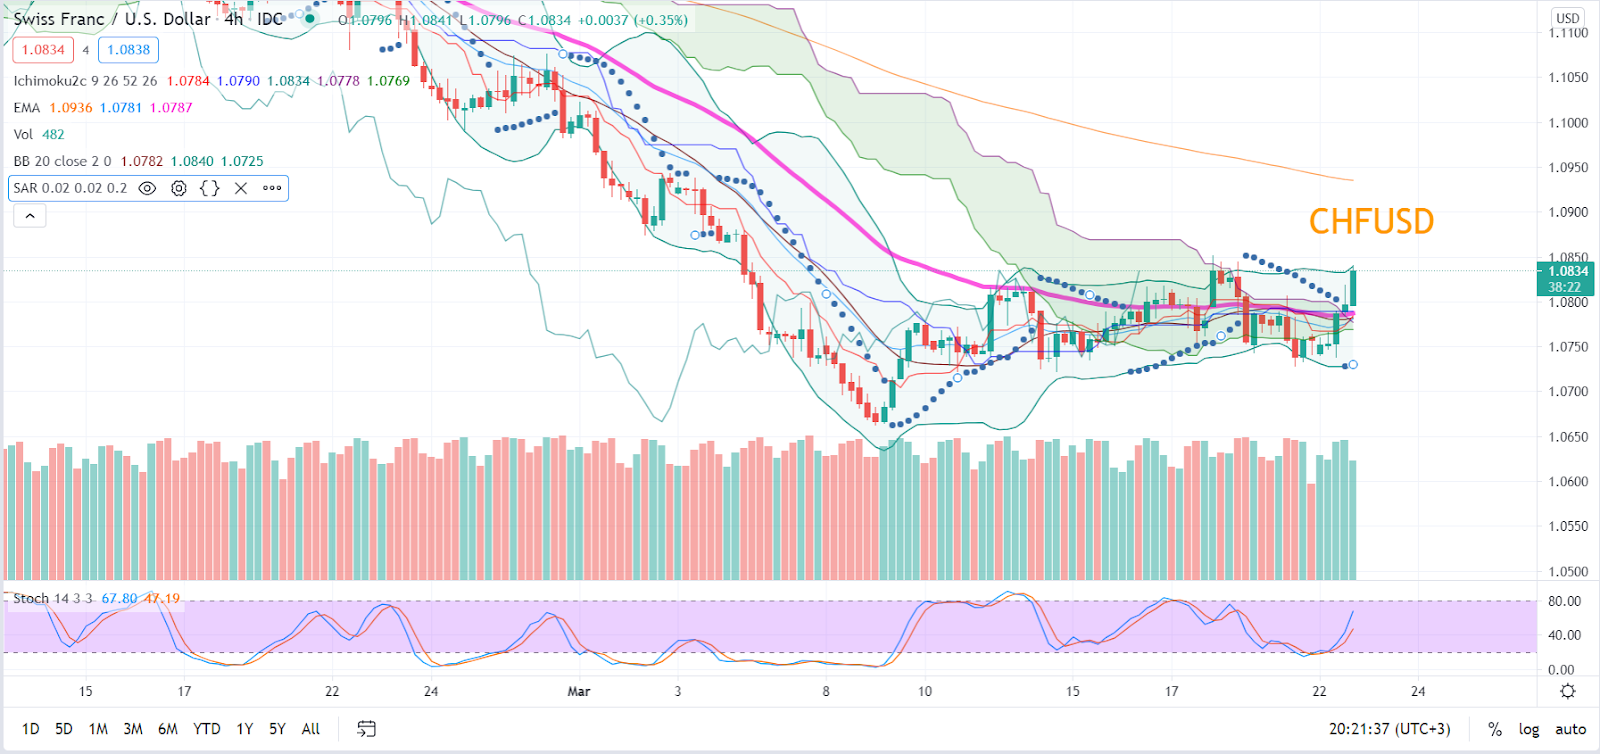 Swiss Franc / U.S. Dollar · 4h · IDC O1.0796 H1.0841 L1.0796 C1.0834 +0.0037 (+0.35%)
1.0834 4 1.0838
Ichimoku2c 9 26 52 26 1.0784 1.0790 1.0834 1.0778 1.0769
EMA 1.0936 1.0781 1.0787
Vol 482
BB 20 close 2 0 1.0782 1.0840 1.0725
SAR 0.02 0.02 0.2
CHFUSD
USD
1.1100
1.1050
1.1000
1.0950
1.0900
1.0850
1.0834
38:22
1.0800
1.0750
1.0700
1.0650
1.0600
1.0550
1.0500
Stoch 14 3 3 67.80 47.19
80.00
40.00
0.00
15 17 22 24 Mar 3 8 10 15 17 22 24
1D 5D 1M 3M 6M YTD 1Y 5Y All 20:21:37 (UTC+3) % log auto